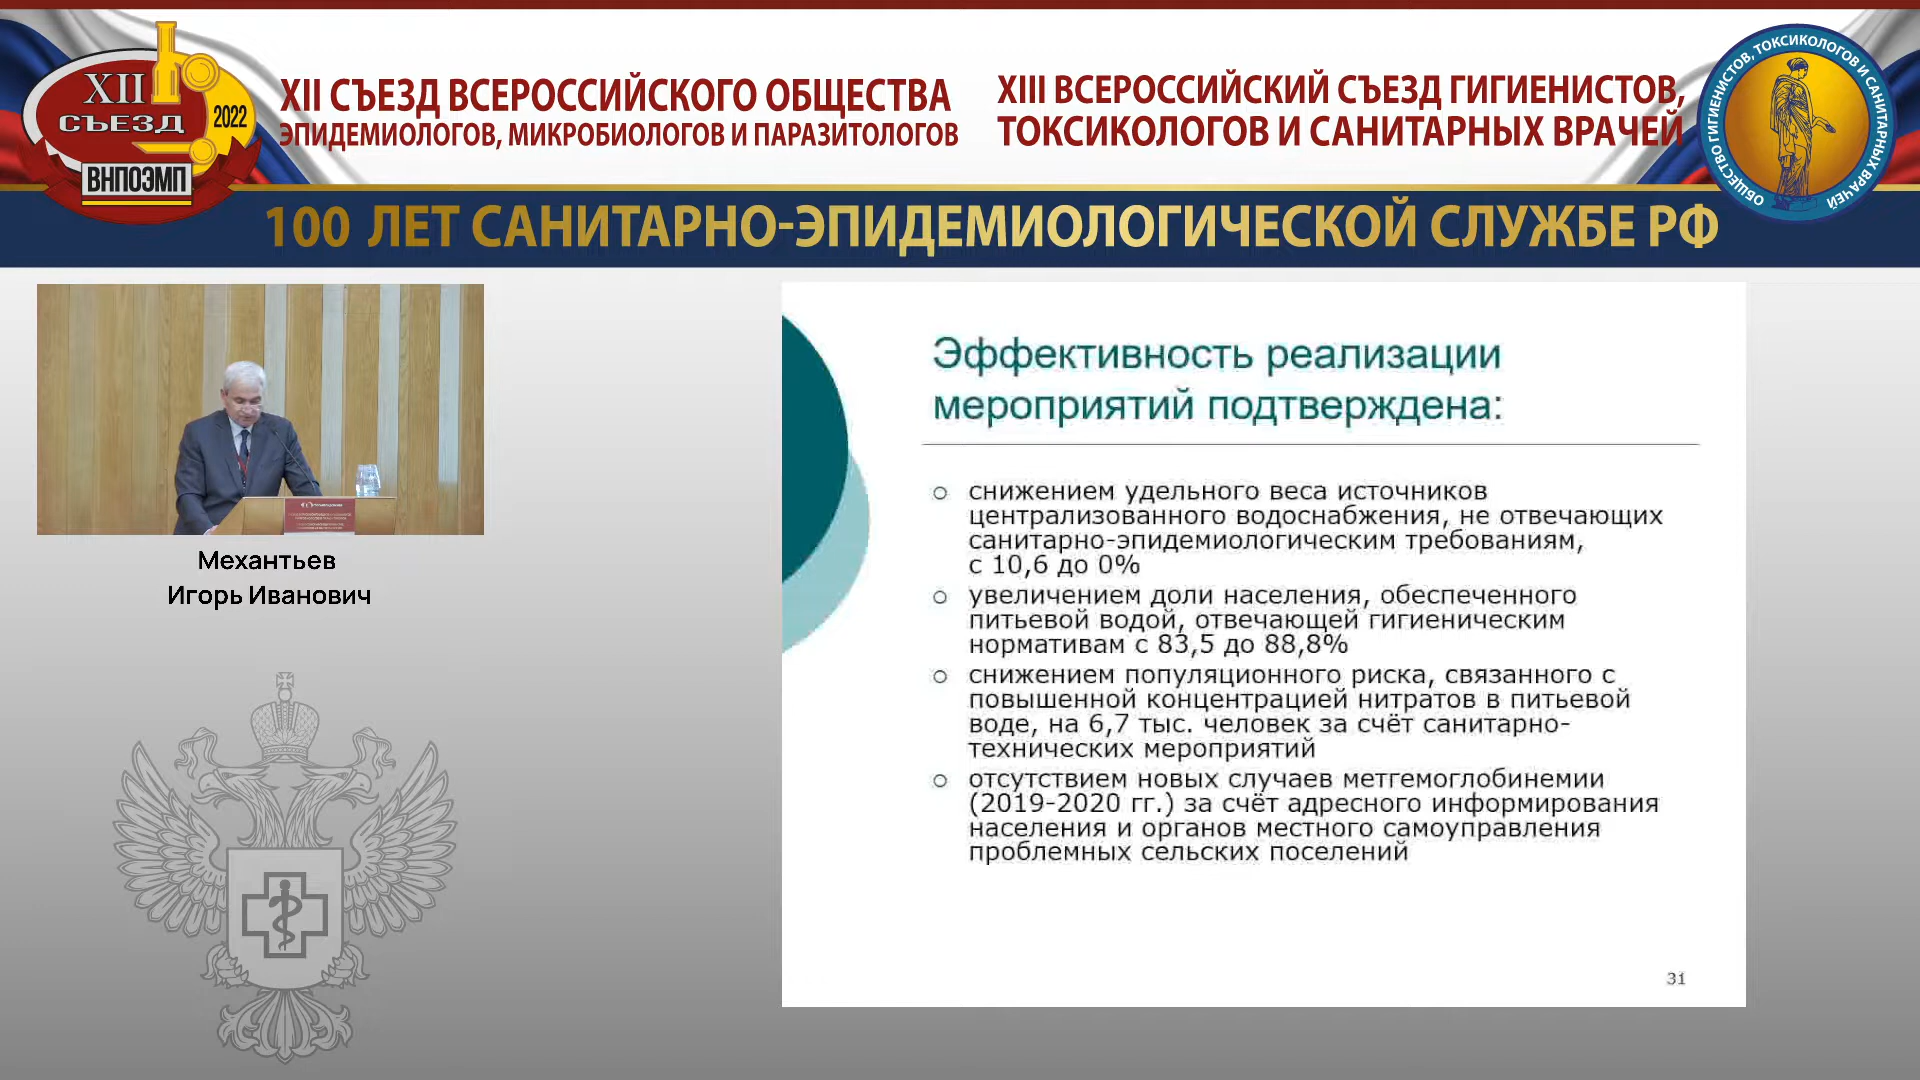 XII
СЪЕЗД
2022
ВНПОЭМП
XII СЪЕЗД ВСЕРОССИЙСКОГО ОБЩЕСТВА
ЭПИДЕМИОЛОГОВ, МИКРОБИОЛОГОВ И ПАРАЗИТОЛОГОВ
XIII ВСЕРОССИЙСКИЙ СЪЕЗД ГИГИЕНИСТОВ,
ТОКСИКОЛОГОВ И САНИТАРНЫХ ВРАЧЕЙ
ОБЩЕСТВО ГИГИЕНИСТОВ, ТОКСИКОЛОГОВ И САНИТАРНЫХ ВРАЧЕЙ
100 ЛЕТ САНИТАРНО-ЭПИДЕМИОЛОГИЧЕСКОЙ СЛУЖБЕ РФ
Механтьев
Игорь Иванович
Эффективность реализации
мероприятий подтверждена:
снижением удельного веса источников
централизованного водоснабжения, не отвечающих
санитарно-эпидемиологическим требованиям,
с 10,6 до 0%
увеличением доли населения, обеспеченного
питьевой водой, отвечающей гигиеническим
нормативам с 83,5 до 88,8%
снижением популяционного риска, связанного с
повышенной концентрацией нитратов в питьевой
воде, на 6,7 тыс. человек за счёт санитарно-
технических мероприятий
отсутствием новых случаев метгемоглобинемии
(2019-2020 гг.) за счёт адресного информирования
населения и органов местного самоуправления
проблемных сельских поселений
31